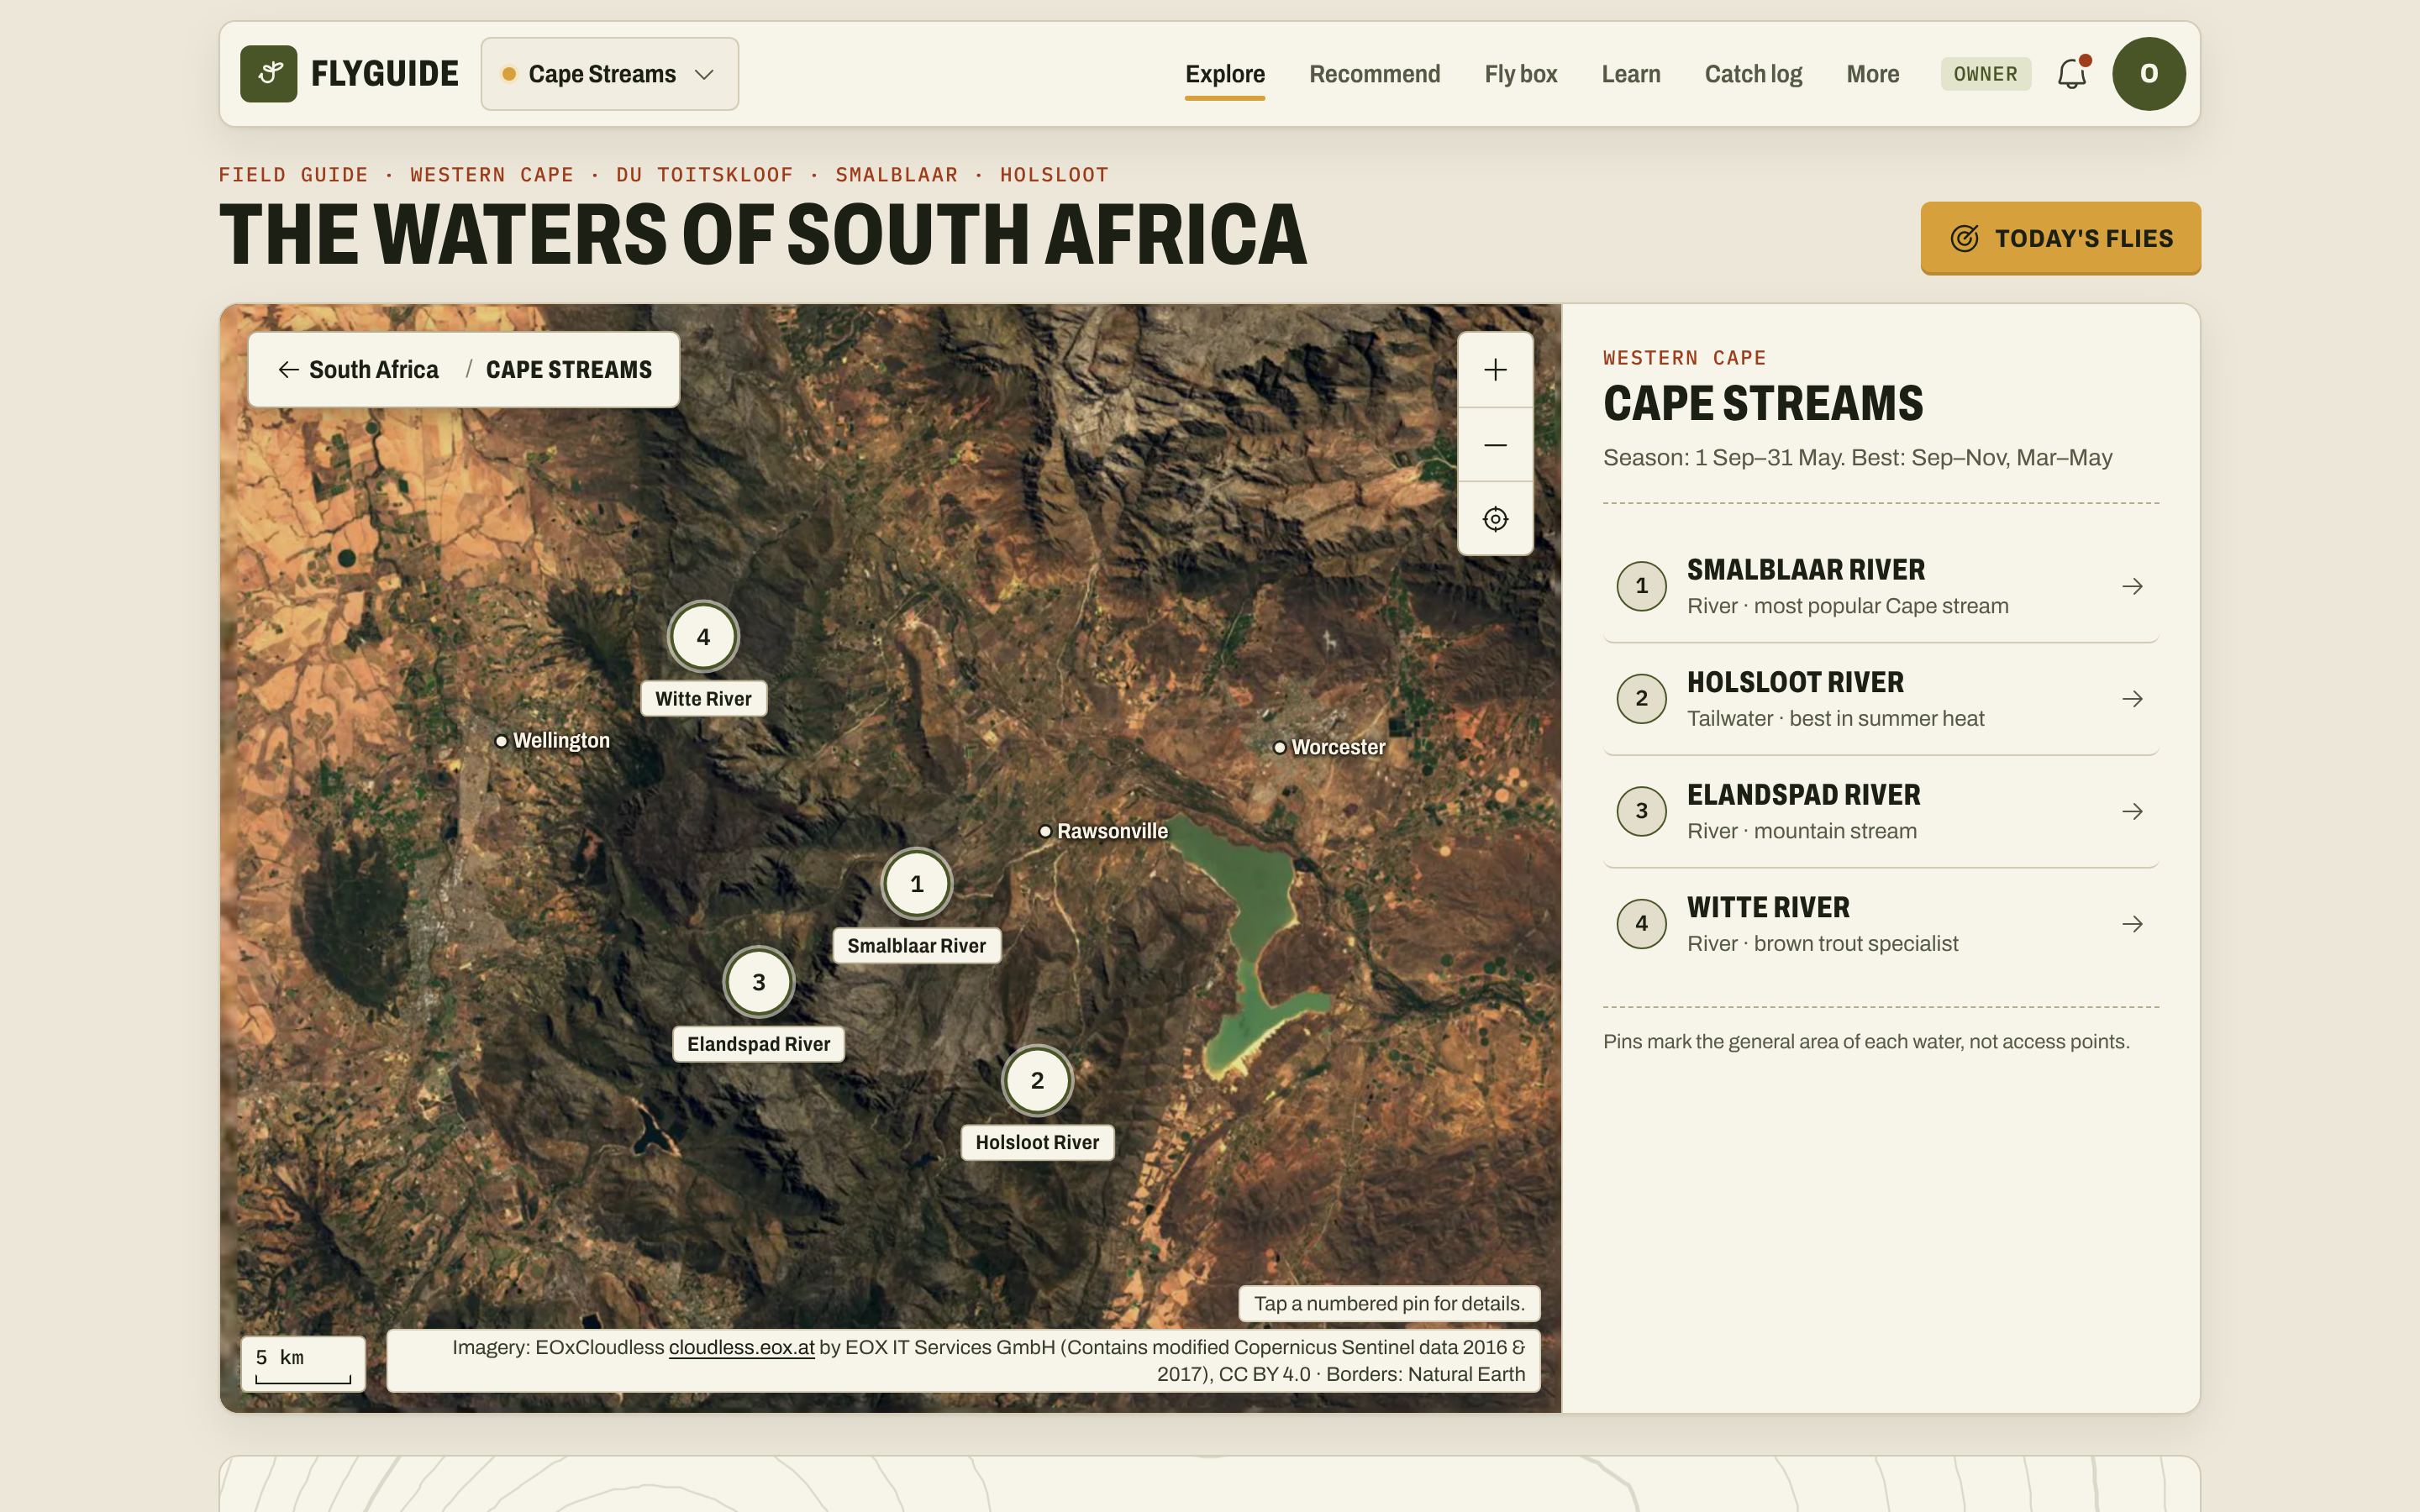 FLYGUIDE
Cape Streams
Explore
Recommend
Fly box
Learn
Catch log
More
OWNER
O
FIELD GUIDE · WESTERN CAPE · DU TOITSKLOOF · SMALBLAAR · HOLSLOOT
THE WATERS OF SOUTH AFRICA
TODAY'S FLIES
← South Africa / CAPE STREAMS
4
Witte River
Wellington
Worcester
Rawsonville
1
Smalblaar River
3
Elandspad River
2
Holsloot River
Tap a numbered pin for details.
5 km
Imagery: EOxCloudless cloudless.eox.at by EOX IT Services GmbH (Contains modified Copernicus Sentinel data 2016 &
2017), CC BY 4.0 · Borders: Natural Earth
WESTERN CAPE
CAPE STREAMS
Season: 1 Sep–31 May. Best: Sep–Nov, Mar–May
1
SMALBLAAR RIVER
River · most popular Cape stream
2
HOLSLOOT RIVER
Tailwater · best in summer heat
3
ELANDSPAD RIVER
River · mountain stream
4
WITTE RIVER
River · brown trout specialist
Pins mark the general area of each water, not access points.